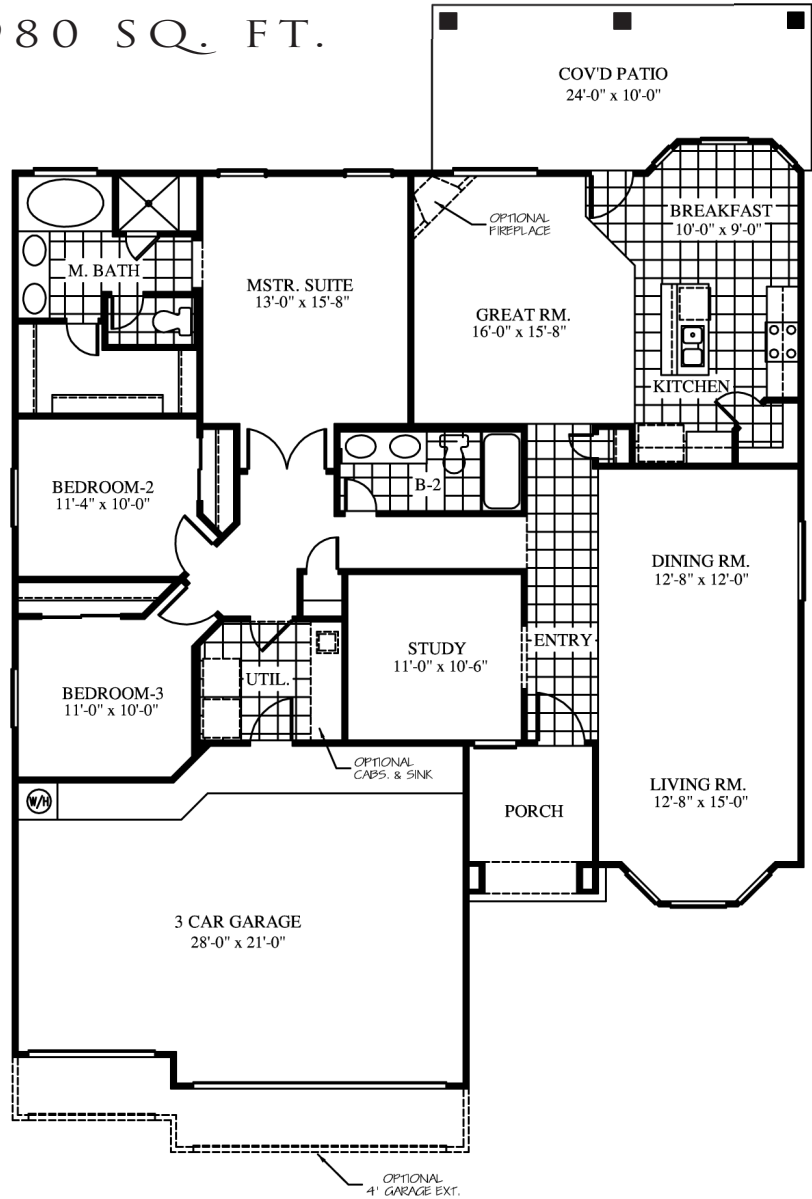 80 SQ. FT.
COV'D PATIO
24'-0" x 10'-0"
BREAKFAST
10'-0" x 9'-0"
OPTIONAL
FIREPLACE
M. BATH
MSTR. SUITE
13'-0" x 15'-8"
GREAT RM.
16'-0" x 15'-8"
KITCHEN
BEDROOM-2
11'-4" x 10'-0"
B-2
DINING RM.
12'-8" x 12'-0"
STUDY
11'-0" x 10'-6"
ENTRY
UTIL.
BEDROOM-3
11'-0" x 10'-0"
OPTIONAL
CABS. & SINK
LIVING RM.
12'-8" x 15'-0"
W/H
PORCH
3 CAR GARAGE
28'-0" x 21'-0"
OPTIONAL
4' GARAGE EXT.